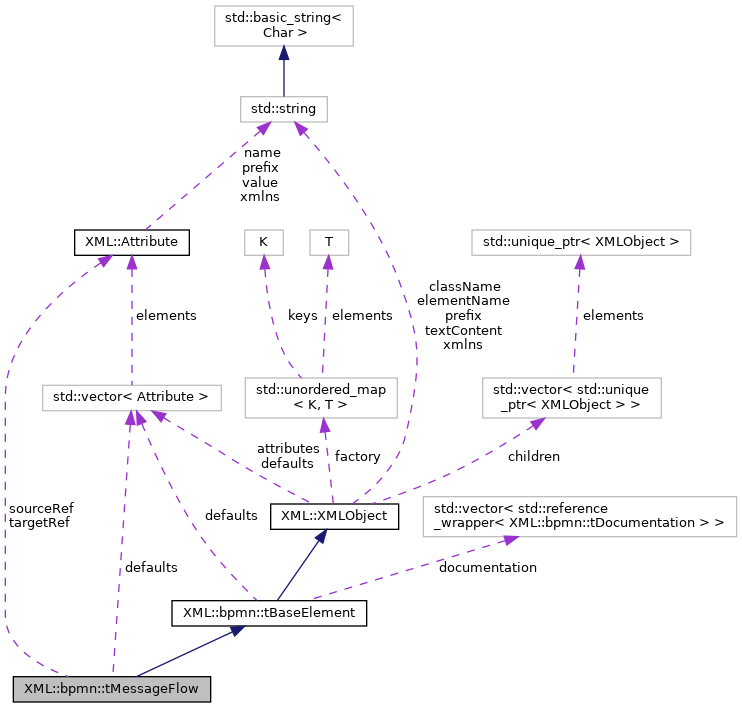 std::basic_string<
Char >
std::string
name
prefix
value
xmlns
XML::Attribute
K
T
std::unique_ptr< XMLObject >
className
elementName
prefix
textContent
xmlns
elements
keys
elements
elements
std::vector< Attribute >
std::unordered_map
< K, T >
std::vector< std::unique
_ptr< XMLObject > >
attributes
defaults
factory
children
sourceRef
targetRef
defaults
XML::XMLObject
std::vector< std::reference
_wrapper< XML::bpmn::tDocumentation > >
defaults
documentation
XML::bpmn::tBaseElement
XML::bpmn::tMessageFlow